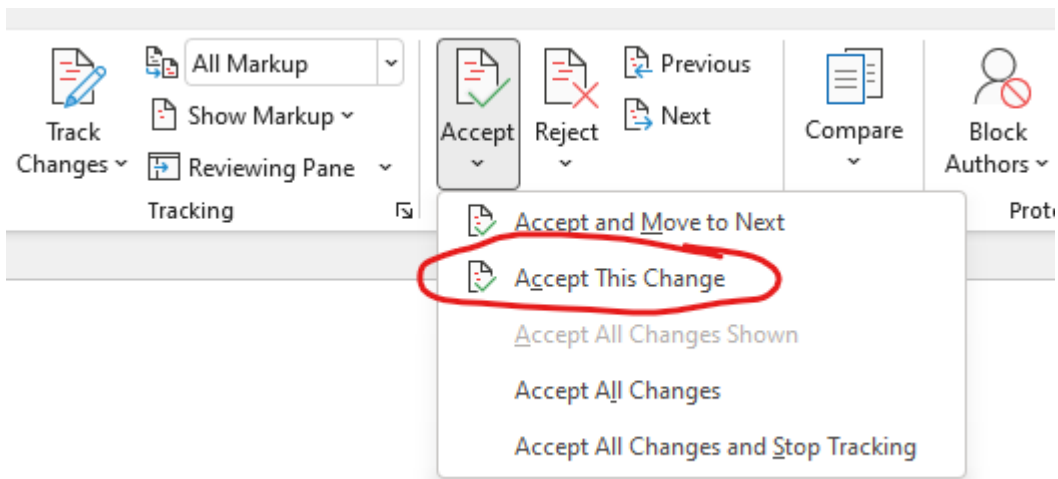 All Markup
Show Markup
Reviewing Pane
Track
Changes
Tracking
Accept
Reject
Previous
Next
Compare
Block
Authors
Prote
Accept and Move to Next
Accept This Change
Accept All Changes Shown
Accept All Changes
Accept All Changes and Stop Tracking